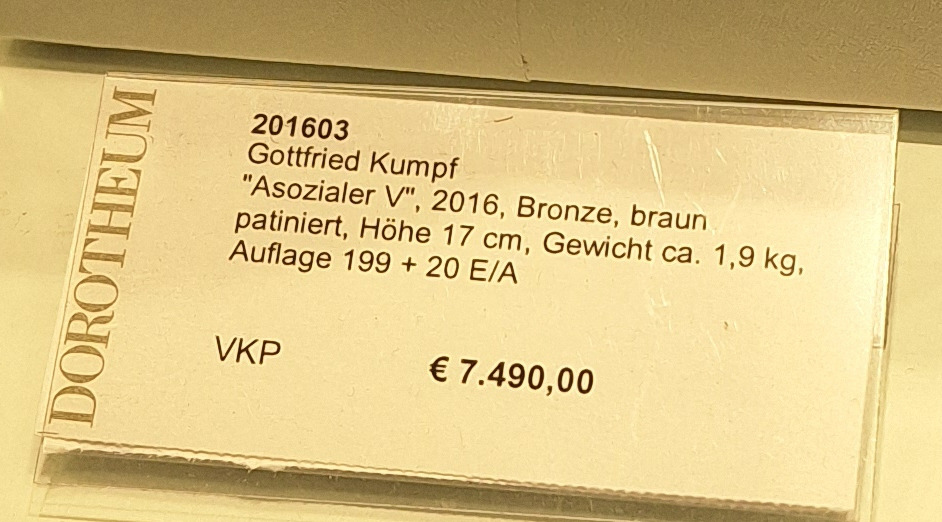 DOROTHEUM
201603
Gottfried Kumpf
"Asozialer V", 2016, Bronze, braun
patiniert, Höhe 17 cm, Gewicht ca. 1,9 kg,
Auflage 199 + 20 E/A
VKP € 7.490,00